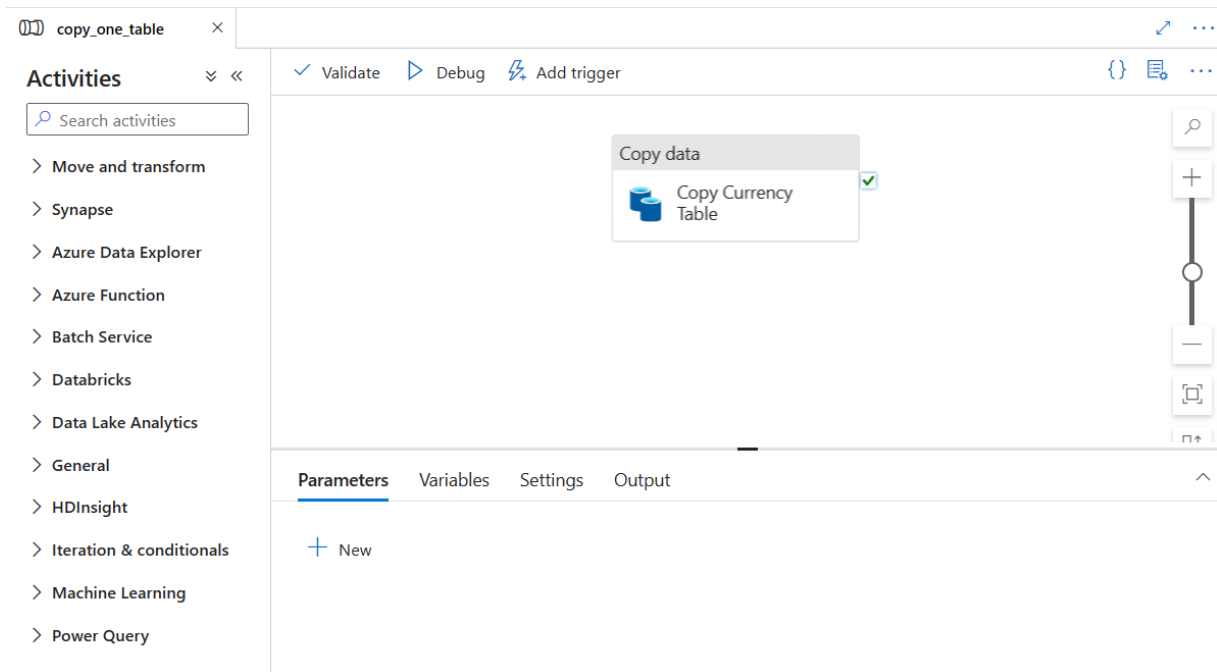 copy_one_table
Activities
Validate Debug Add trigger
Search activities
Move and transform
Synapse
Azure Data Explorer
Azure Function
Batch Service
Databricks
Data Lake Analytics
General
HDInsight
Iteration & conditionals
Machine Learning
Power Query
Copy data
Copy Currency
Table
Parameters Variables Settings Output
New